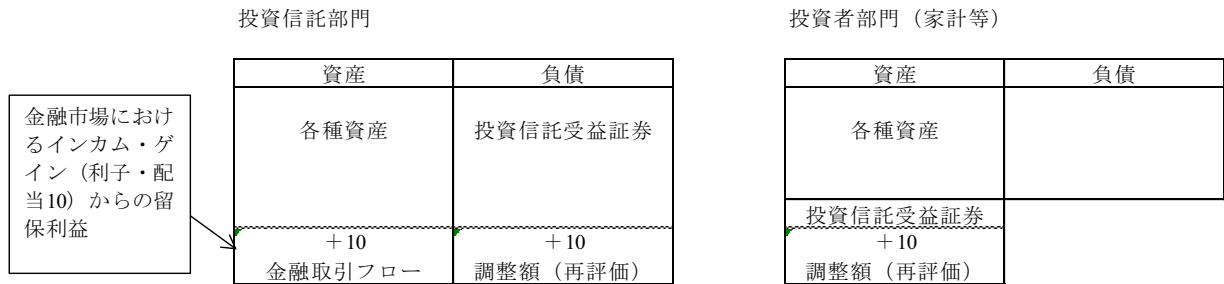 投資信託部門
投資者部門（家計等）
資産
負債
資産
負債
金融市場におけ
るインカム・ゲ
イン（利子・配
当10）からの留
保利益
各種資産
投資信託受益証券
各種資産
投資信託受益証券
＋10
＋10
＋10
金融取引フロー
調整額（再評価）
調整額（再評価）